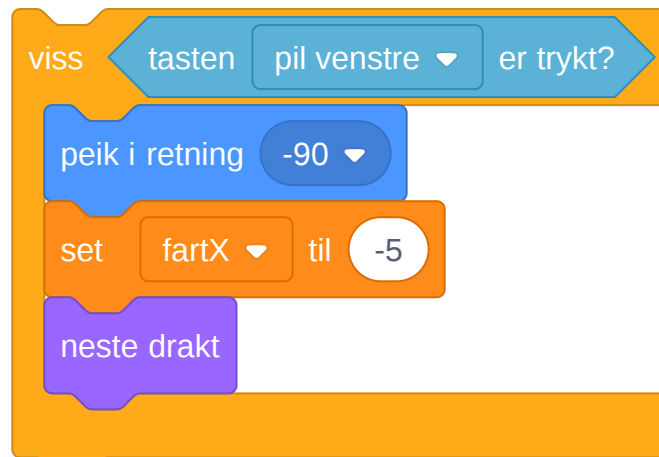 viss tasten pil venstre er trykt?
peik i retning -90
set fartX til -5
neste drakt